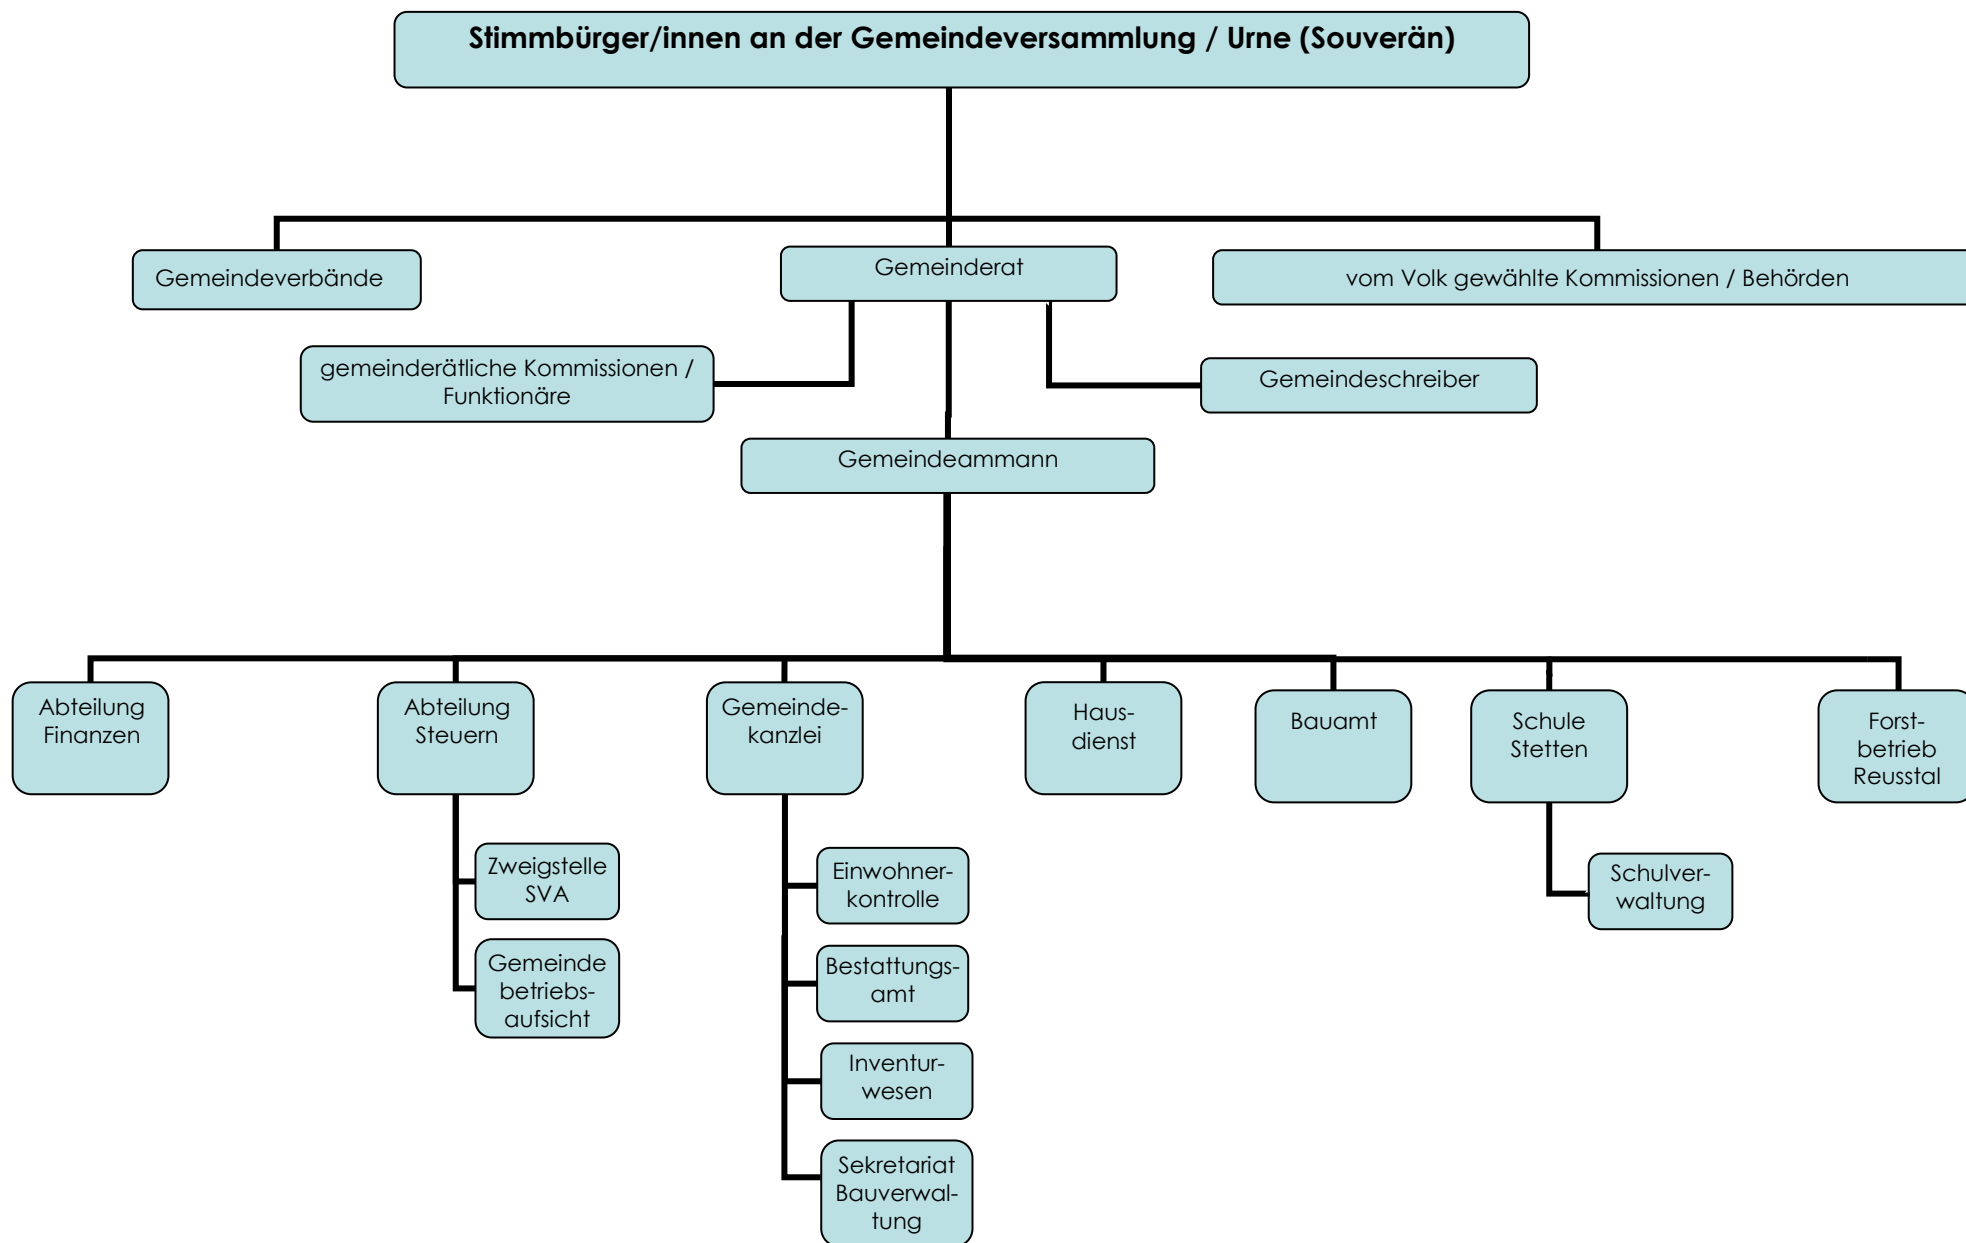 Stimmbürger/innen an der Gemeindeversammlung / Urne (Souverän)
Gemeindeverbände
Gemeinderat
vom Volk gewählte Kommissionen / Behörden
gemeinderätliche Kommissionen /
Funktionäre
Gemeindeschreiber
Gemeindeammann
Abteilung
Finanzen
Abteilung
Steuern
Gemeinde-
kanzlei
Haus-
dienst
Bauamt
Schule
Stetten
Forst-
betrieb
Reusstal
Zweigstelle
SVA
Gemeinde
betriebs-
aufsicht
Einwohner-
kontrolle
Bestattungs-
amt
Inventur-
wesen
Sekretariat
Bauverwal-
tung
Schulver-
waltung